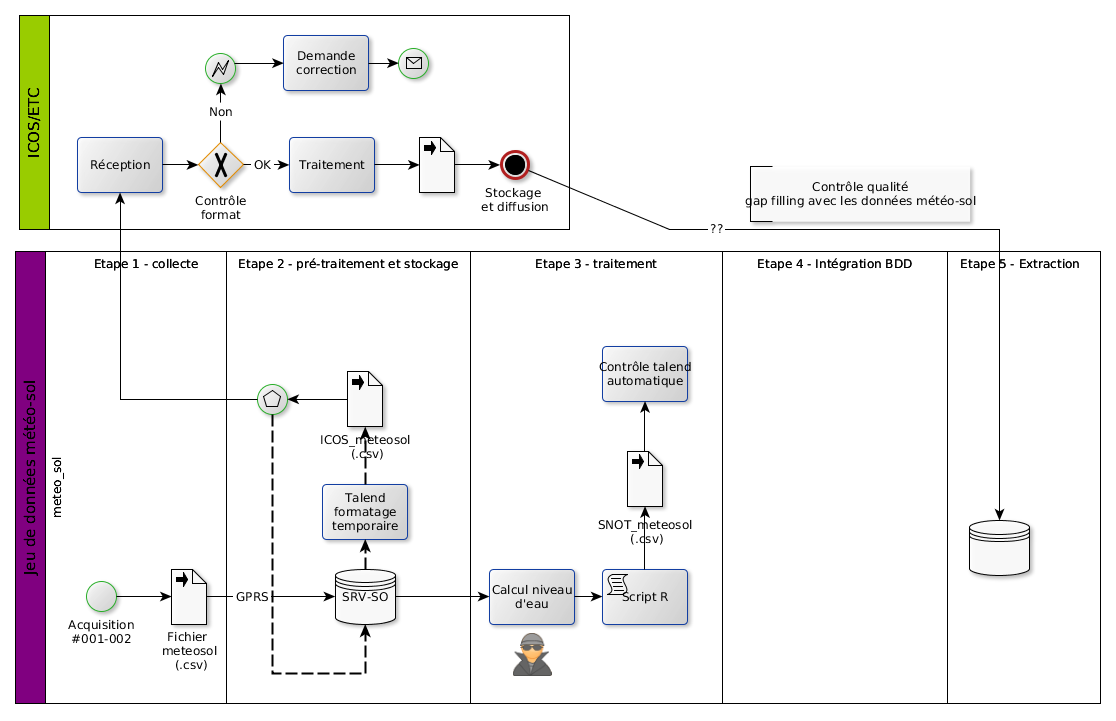 ICOS/ETC
Demande
correction
Non
Réception
OK
Traitement
Contrôle
format
Stockage
et diffusion
Contrôle qualité
gap filling avec les données météo-sol
??
Jeu de données météo-sol
meteo_sol
Etape 1 - collecte
Etape 2 - pré-traitement et stockage
Etape 3 - traitement
Etape 4 - Intégration BDD
Etape 5 - Extraction
Contrôle talend
automatique
ICOS_meteosol
(.csv)
Talend
formatage
temporaire
SNOT_meteosol
(.csv)
GPRS
SRV-SO
Calcul niveau
d'eau
Script R
Acquisition
#001-002
Fichier
meteosol
(.csv)